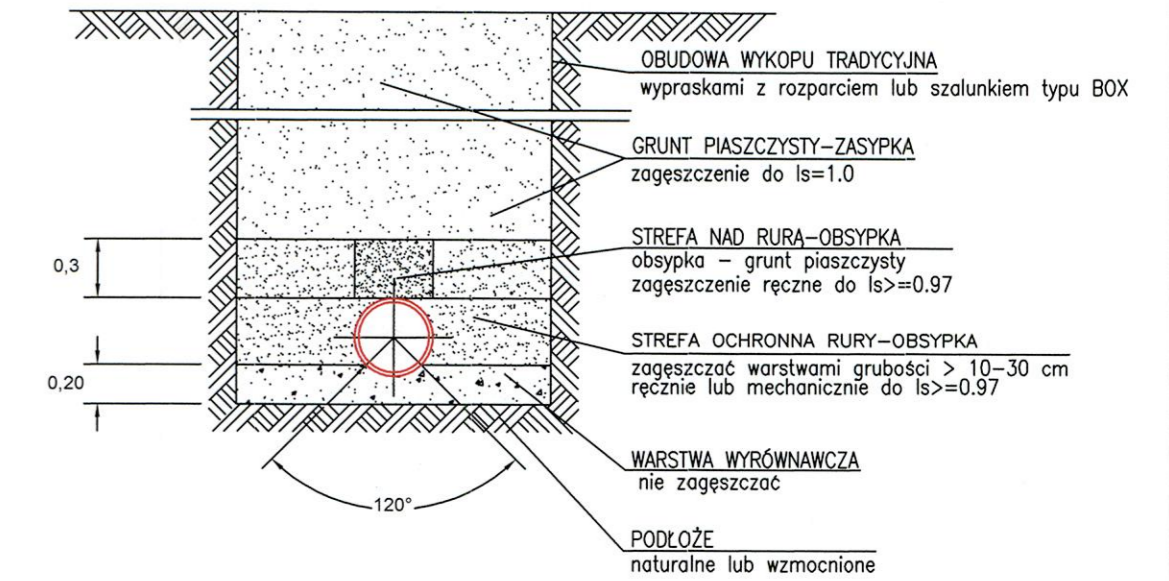 OBUDOWA WYKOPU TRADYCYJNA
wypraskami z rozparciem lub szalunkiem typu BOX
GRUNT PIASZCZYSTY-ZASYPKA
zagęszczenie do Is=1.0
STREFA NAD RURĄ-OBSYPKA
obsypka - grunt piaszczysty
zagęszczenie ręczne do Is>=0.97
0,3
STREFA OCHRONNA RURY-OBSYPKA
zagęszczać warstwami grubości > 10-30 cm
ręcznie lub mechanicznie do Is>=0.97
0,20
WARSTWA WYRÓWNAWCZA
nie zagęszczać
120°
PODŁOŻE
naturalne lub wzmocnione